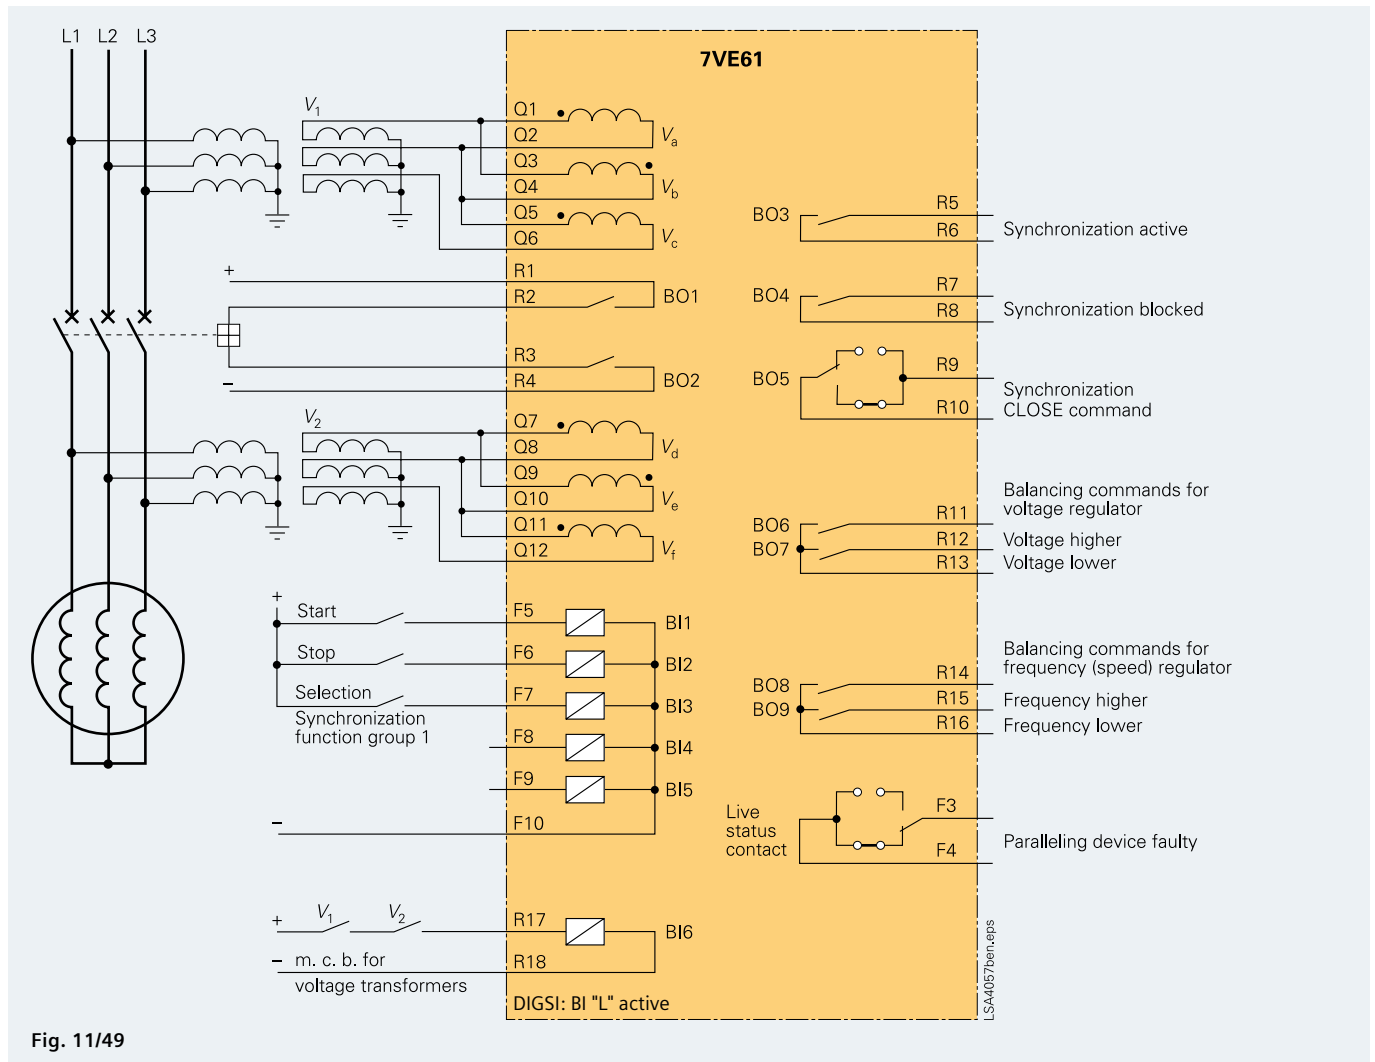 L1 L2 L3
7VE61
V1
Q1
Q2
Va
Q3
Q4
Vb
Q5
Q6
Vc
+
R1
R2
BO1
R3
BO2
–
R4
V2
Q7
Q8
Vd
Q9
Q10
Ve
Q11
Q12
Vf
+
Start
F5
BI1
Stop
F6
BI2
Selection
Synchronization
function group 1
F7
BI3
F8
BI4
F9
BI5
–
F10
+
V1
V2
R17
BI6
– m. c. b. for
voltage transformers
R18
DIGSI: BI "L" active
BO3
R5
R6
Synchronization active
BO4
R7
R8
Synchronization blocked
BO5
R9
R10
Synchronization
CLOSE command
Balancing commands for
voltage regulator
BO6
R11
BO7
R12
Voltage higher
R13
Voltage lower
Balancing commands for
frequency (speed) regulator
BO8
R14
BO9
R15
Frequency higher
R16
Frequency lower
Live
status
contact
F3
F4
Paralleling device faulty
LSA4057ben.eps
Fig. 11/49